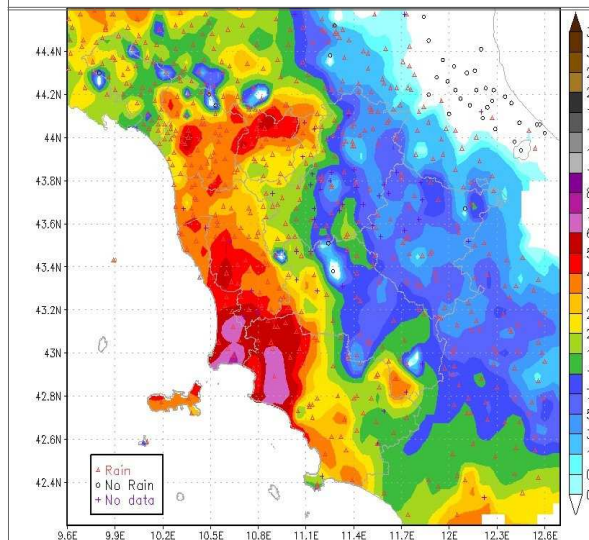 44.4N
44.2N
44N
43.8N
43.6N
43.4N
43.2N
43N
42.8N
42.6N
42.4N
Rain
No Rain
No data
9.6E 9.9E 10.2E 10.5E 10.8E 11.1E 11.4E 11.7E 12E 12.3E 12.6E